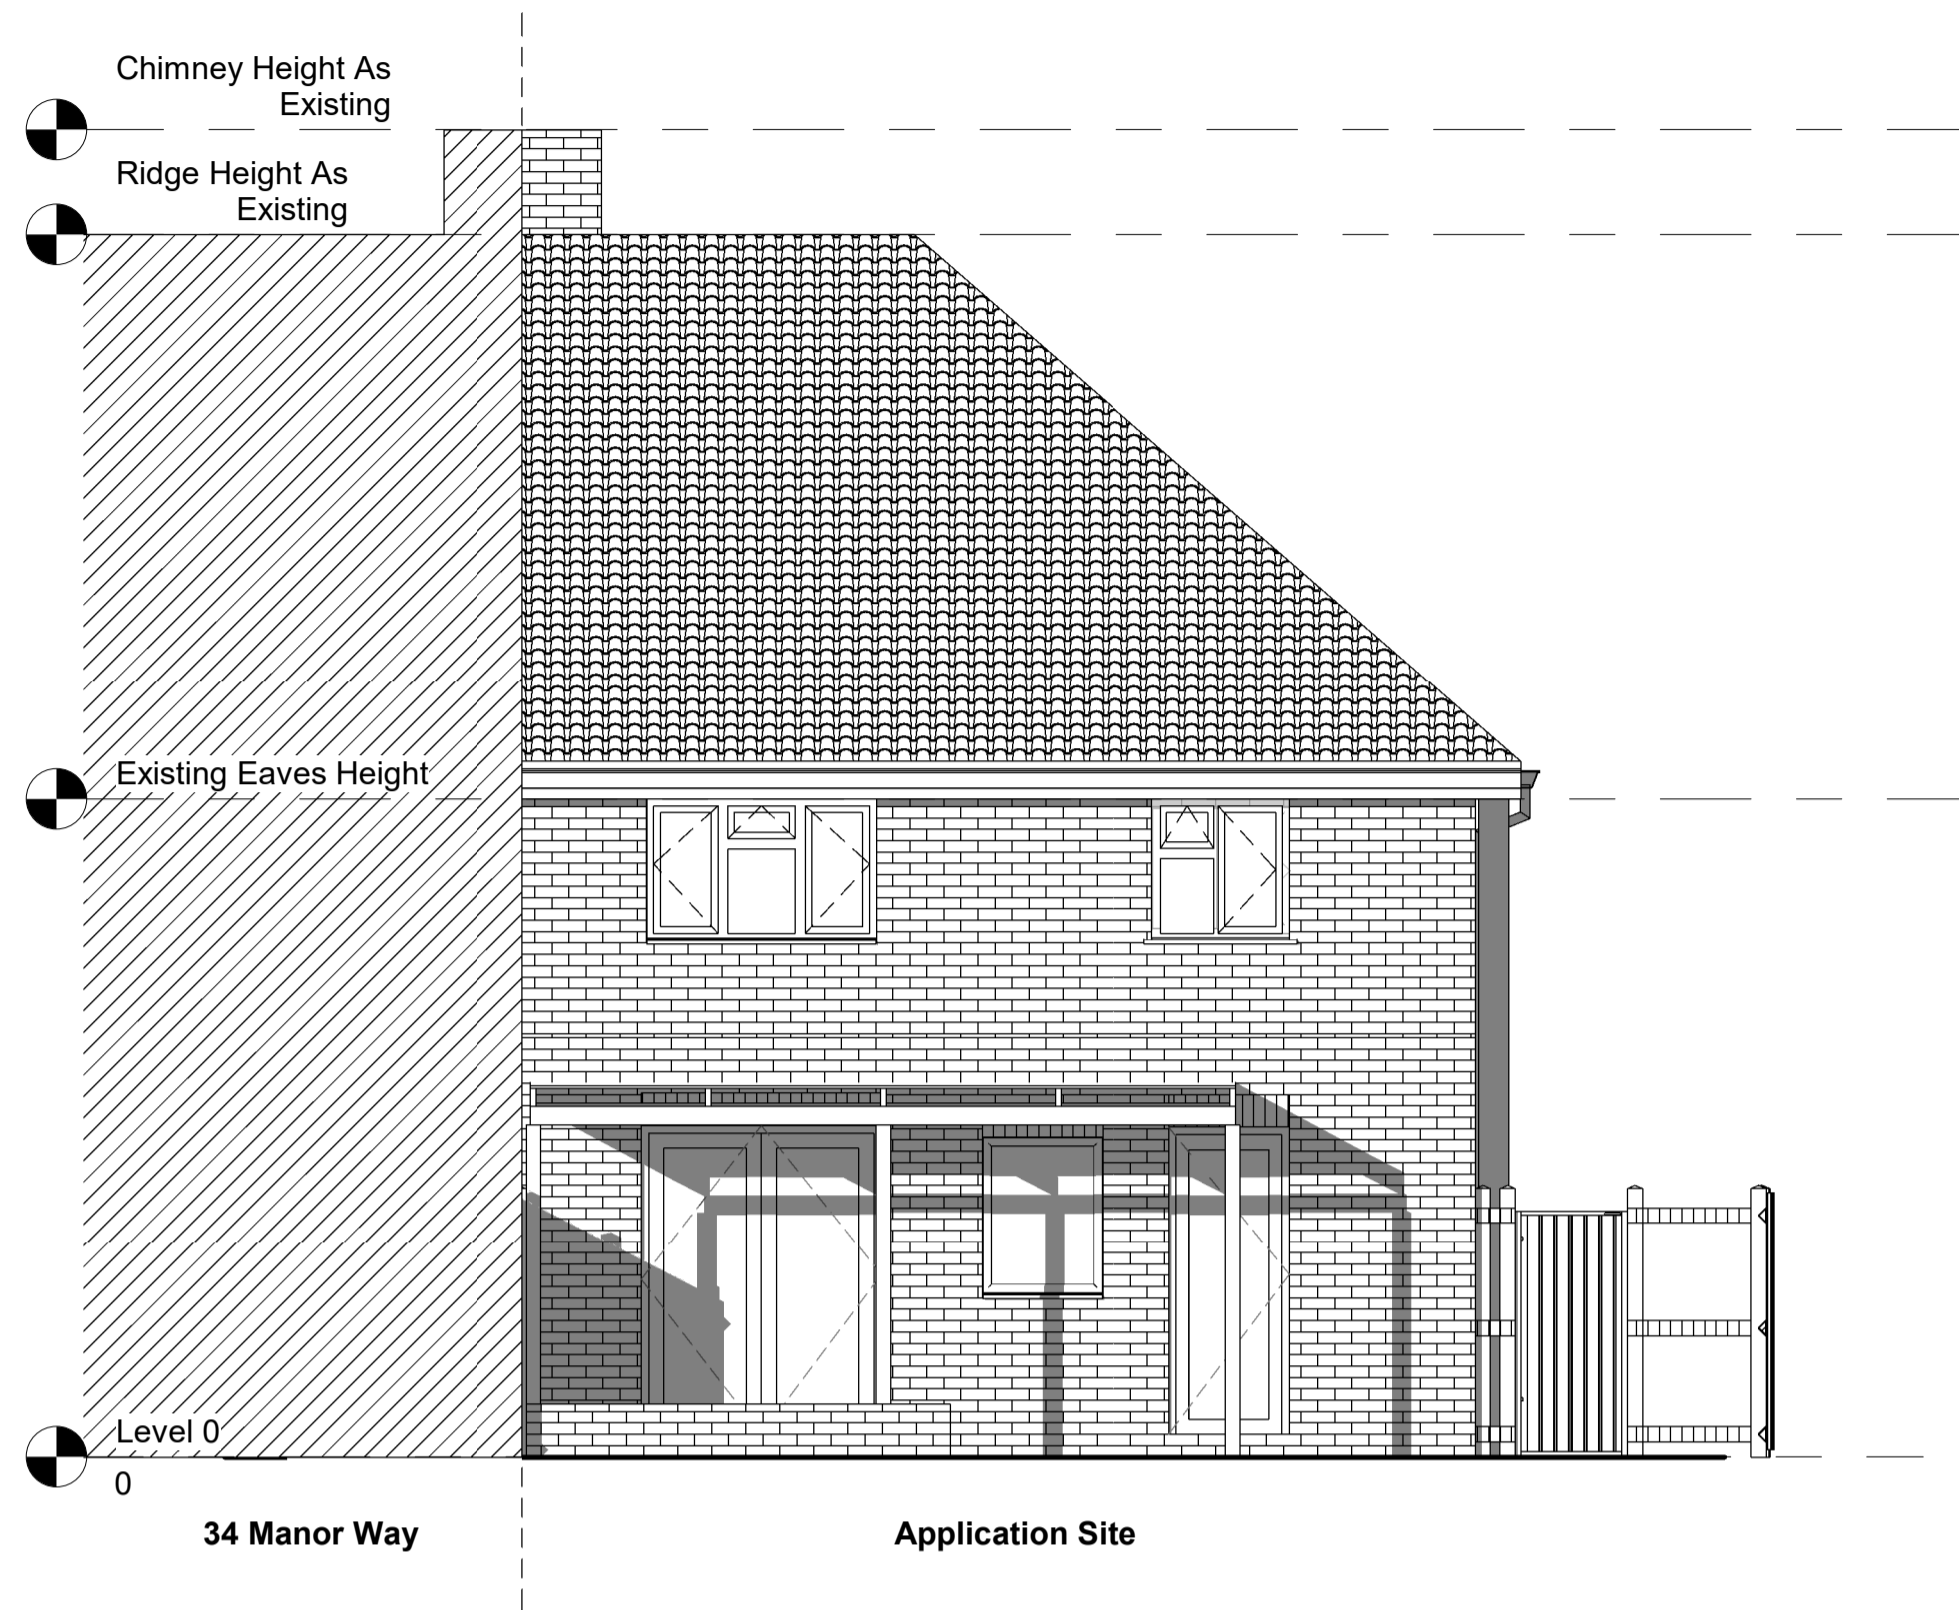 Chimney Height As
Existing
Ridge Height As
Existing
Existing Eaves Height
Level 0
0
34 Manor Way
Application Site